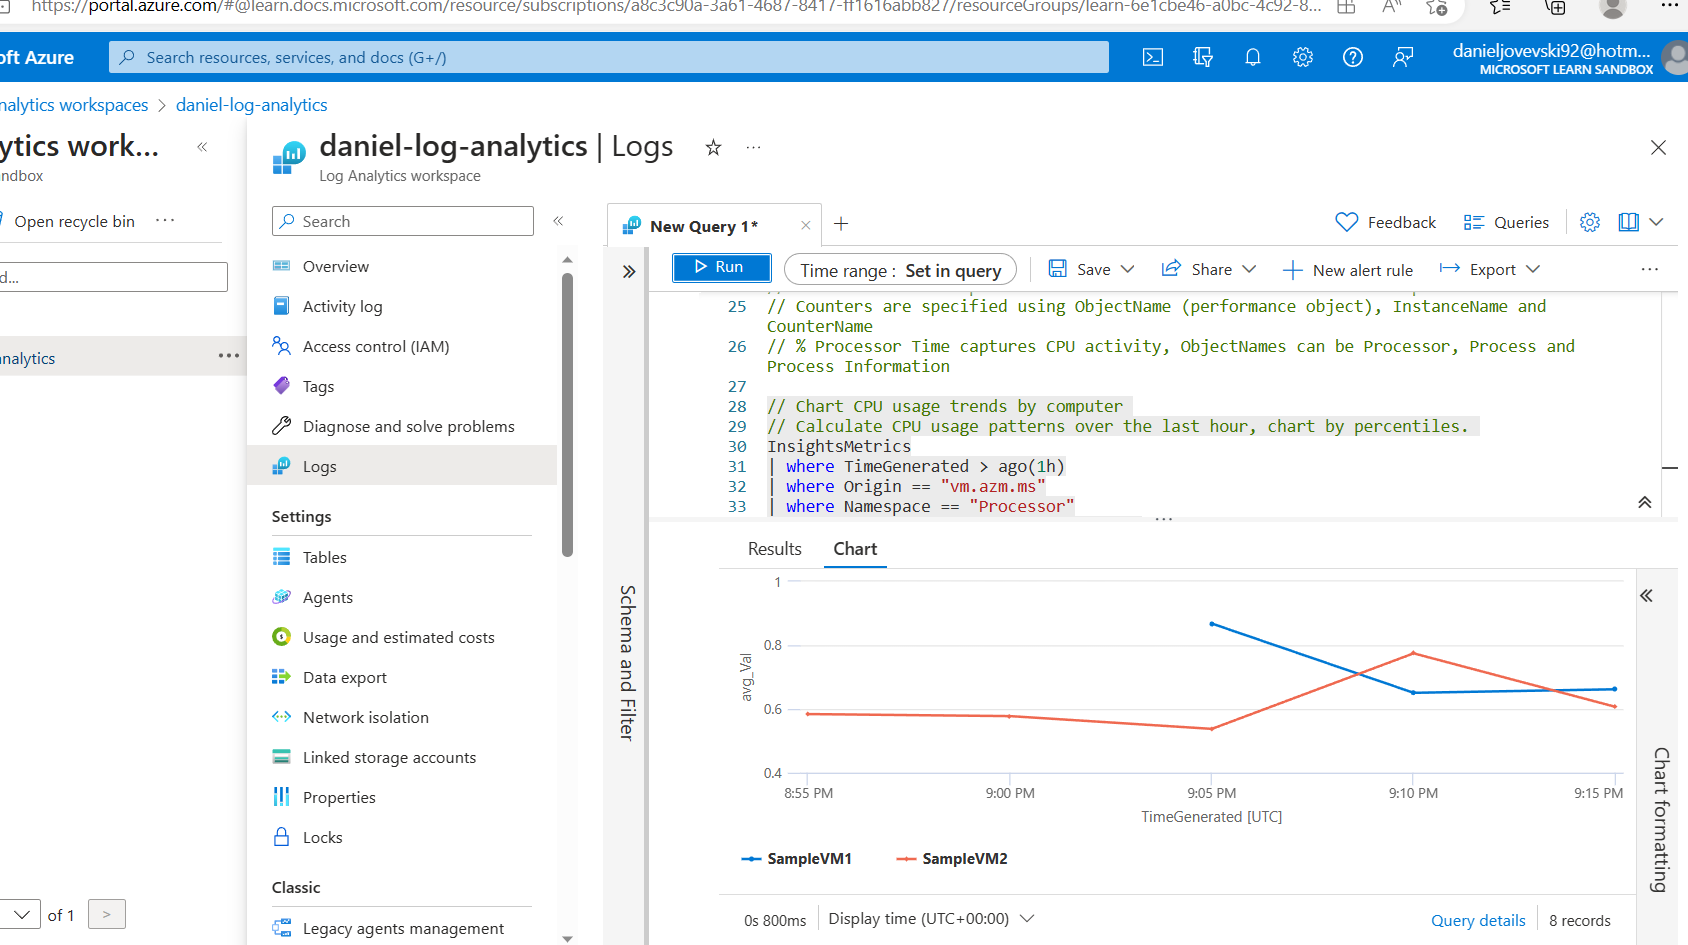 https://portal.azure.com/#@learn.docs.microsoft.com/resource/subscriptions/a8c3c90a-3a61-4687-8417-ff1616abb827/resourceGroups/learn-6e1cbe46-a0bc-4c92-8...
oft Azure
Search resources, services, and docs (G+/)
danieljovevski92@hotm...
MICROSOFT LEARN SANDBOX
nalytics workspaces > daniel-log-analytics
ytics work...
ndbox
Open recycle bin
d...
analytics
of 1
daniel-log-analytics | Logs
Log Analytics workspace
Search
Overview
Activity log
Access control (IAM)
Tags
Diagnose and solve problems
Logs
Settings
Tables
Agents
Usage and estimated costs
Data export
Network isolation
Linked storage accounts
Properties
Locks
Classic
Legacy agents management
New Query 1*
Feedback
Queries
Run
Time range : Set in query
Save
Share
New alert rule
Export
Schema and Filter
25 // Counters are specified using ObjectName (performance object), InstanceName and
CounterName
26 // % Processor Time captures CPU activity, ObjectNames can be Processor, Process and
Process Information
27
28 // Chart CPU usage trends by computer
29 // Calculate CPU usage patterns over the last hour, chart by percentiles.
30 InsightsMetrics
31 | where TimeGenerated > ago(1h)
32 | where Origin == "vm.azm.ms"
33 | where Namespace == "Processor"
Results
Chart
1
0.8
0.6
0.4
avg_Val
8:55 PM
9:00 PM
9:05 PM
9:10 PM
9:15 PM
TimeGenerated [UTC]
SampleVM1
SampleVM2
Chart formatting
0s 800ms
Display time (UTC+00:00)
Query details
8 records